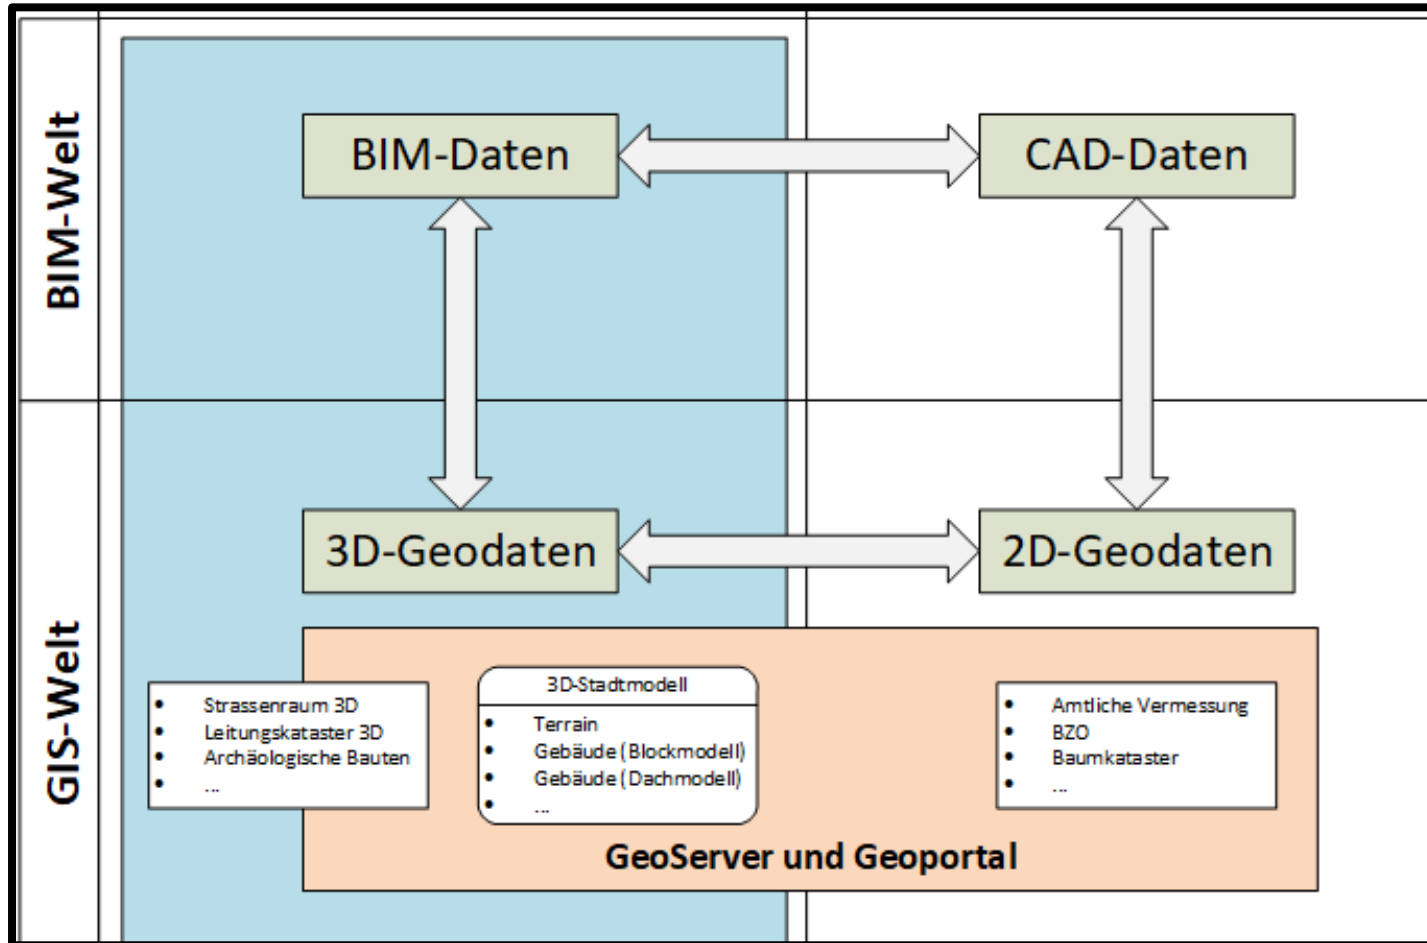 BIM-Welt
BIM-Daten
CAD-Daten
GIS-Welt
3D-Geodaten
2D-Geodaten
• Strassenraum 3D
• Leitungskataster 3D
• Archäologische Bauten
• ...
3D-Stadtmodell
• Terrain
• Gebäude (Blockmodell)
• Gebäude (Dachmodell)
• ...
• Amtliche Vermessung
• BZO
• Baumkataster
• ...
GeoServer und Geoportal